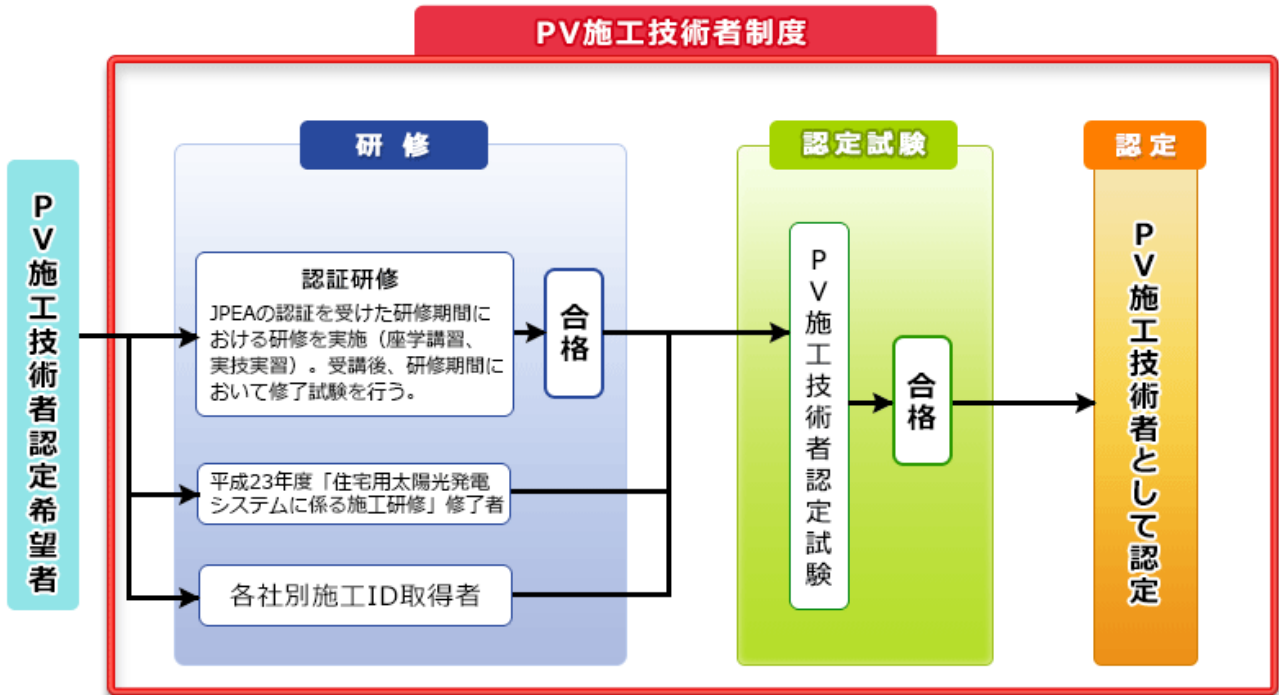 PV施工技術者制度
研修
認定試験
認定
PV施工技術者認定希望者
認証研修
JPEAの認証を受けた研修期間に
おける研修を実施（座学講習、
実技実習）。受講後、研修期間に
おいて修了試験を行う。
合格
平成23年度「住宅用太陽光発電
システムに係る施工研修」修了者
各社別施工ID取得者
PV施工技術者認定試験
合格
PV施工技術者として認定